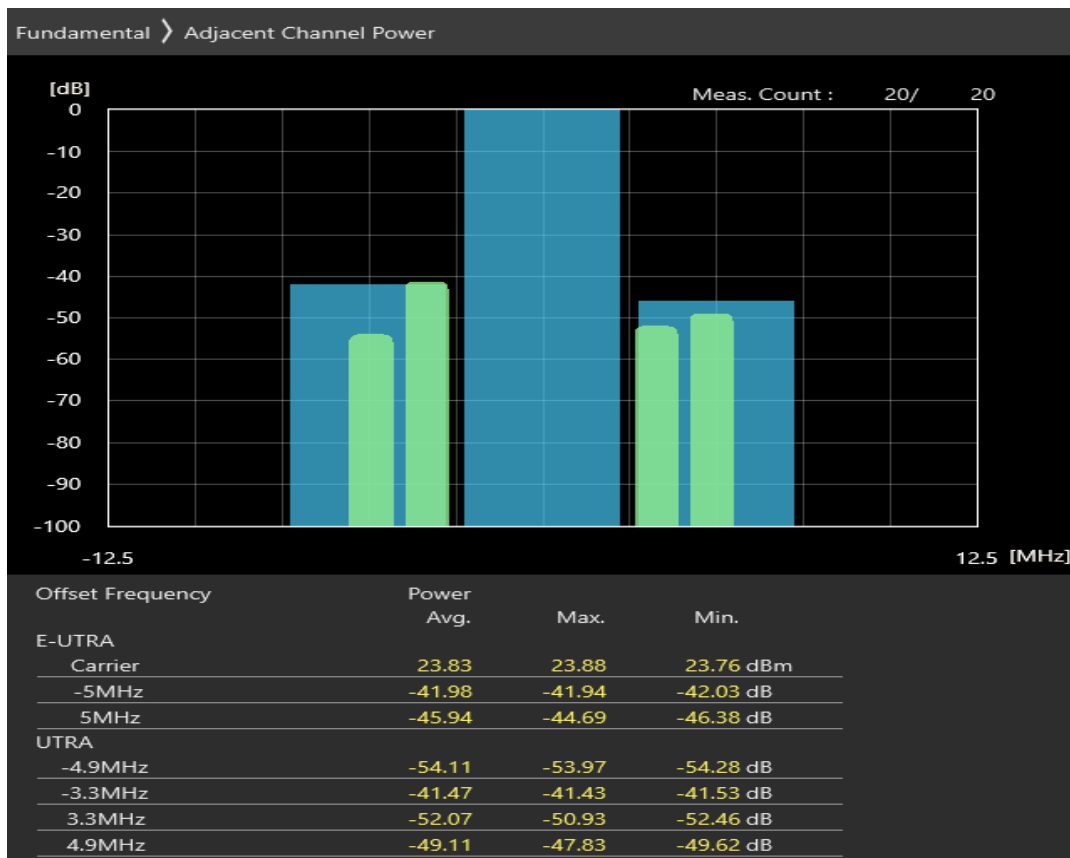 Fundamental 〉 Adjacent Channel Power
[dB]
Meas. Count : 20/ 20
0
-10
-20
-30
-40
-50
-60
-70
-80
-90
-100
-12.5 12.5 [MHz]
Offset Frequency Power
Avg. Max. Min.
E-UTRA
Carrier 23.83 23.88 23.76 dBm
-5MHz -41.98 -41.94 -42.03 dB
5MHz -45.94 -44.69 -46.38 dB
UTRA
-4.9MHz -54.11 -53.97 -54.28 dB
-3.3MHz -41.47 -41.43 -41.53 dB
3.3MHz -52.07 -50.93 -52.46 dB
4.9MHz -49.11 -47.83 -49.62 dB